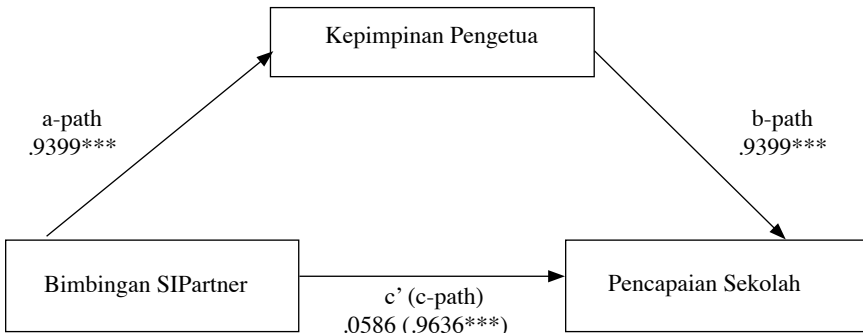 Kepimpinan Pengetua
a-path
.9399***
b-path
.9399***
Bimbingan SIPartner
Pencapaian Sekolah
c’ (c-path)
.0586 (.9636***)